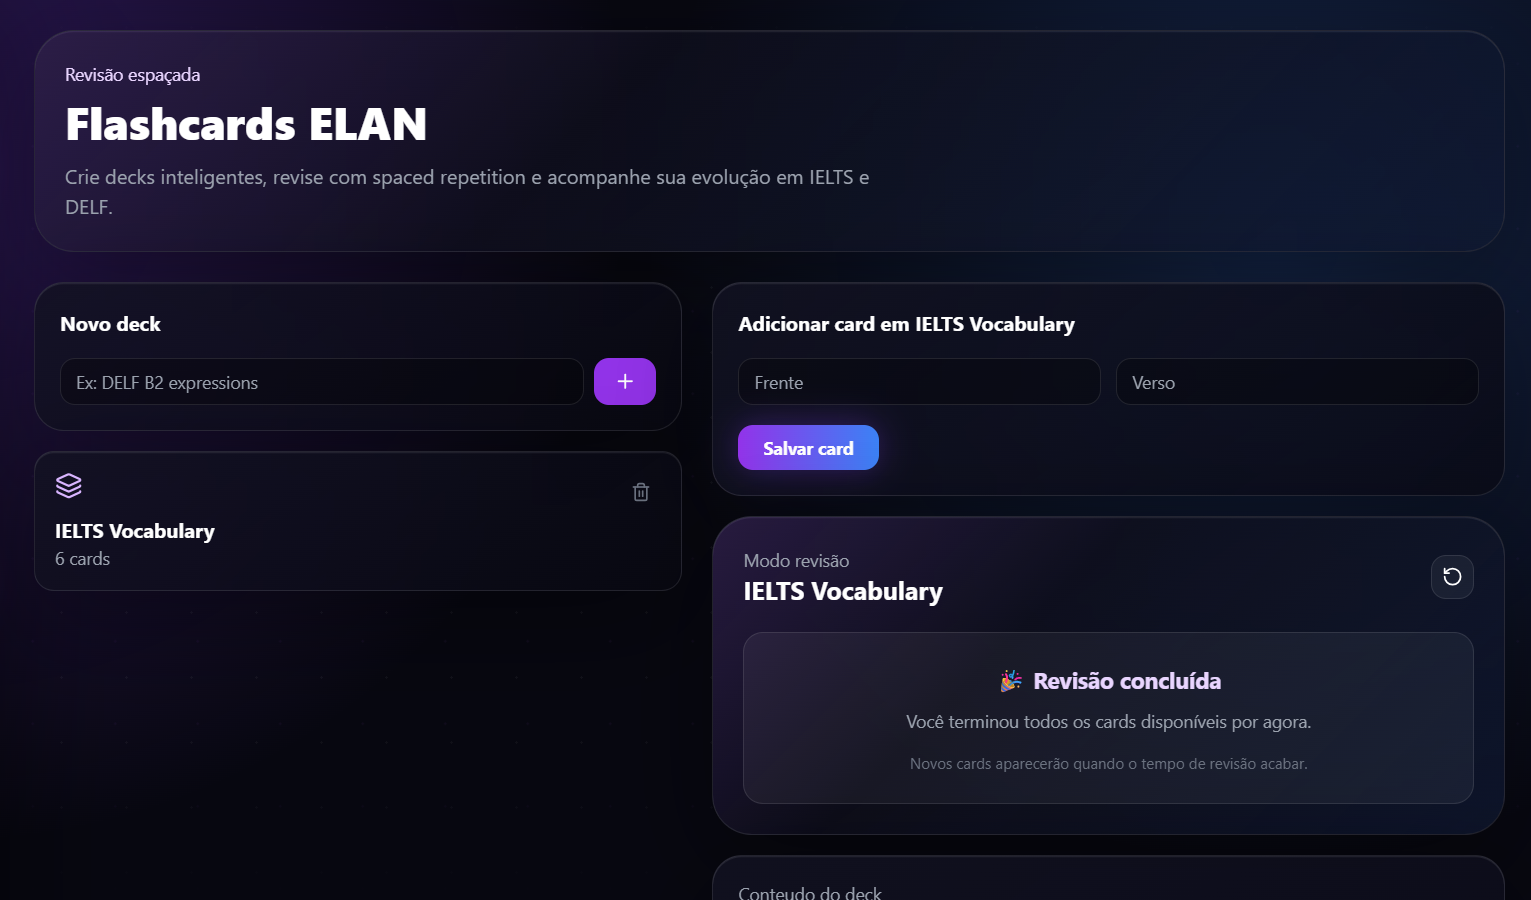 Revisão espaçada
Flashcards ELAN
Crie decks inteligentes, revise com spaced repetition e acompanhe sua evolução em IELTS e
DELF.
Novo deck
Ex: DELF B2 expressions
IELTS Vocabulary
6 cards
Adicionar card em IELTS Vocabulary
Frente
Verso
Salvar card
Modo revisão
IELTS Vocabulary
🎉 Revisão concluída
Você terminou todos os cards disponíveis por agora.
Novos cards aparecerão quando o tempo de revisão acabar.
Conteudo do deck